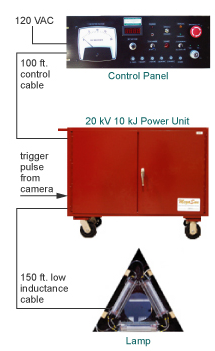 120 VAC
100 ft.
control
cable
Control Panel
20 kV 10 kJ Power Unit
trigger
pulse
from
camera
150 ft. low
inductance
cable
Lamp